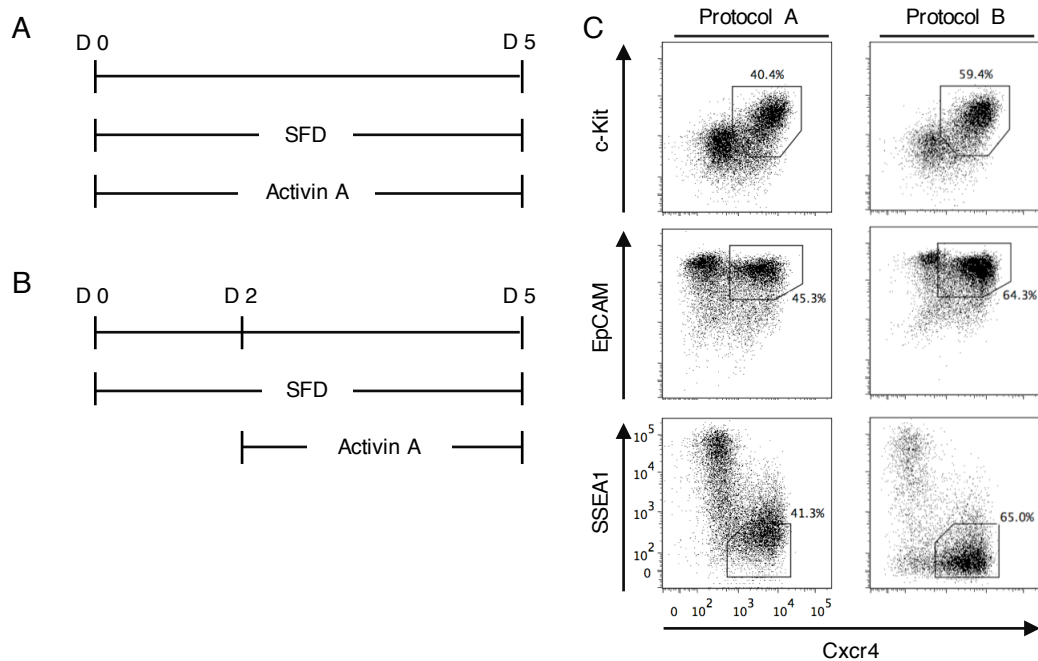 A
D 0
D 5
SFD
Activin A
B
D 0
D 2
D 5
SFD
Activin A
C
Protocol A
Protocol B
c-Kit
40.4%
59.4%
EpCAM
45.3%
64.3%
SSEA1
10^5
10^4
10^3
10^2
0
41.3%
65.0%
0 10^2 10^3 10^4 10^5
Cxcr4